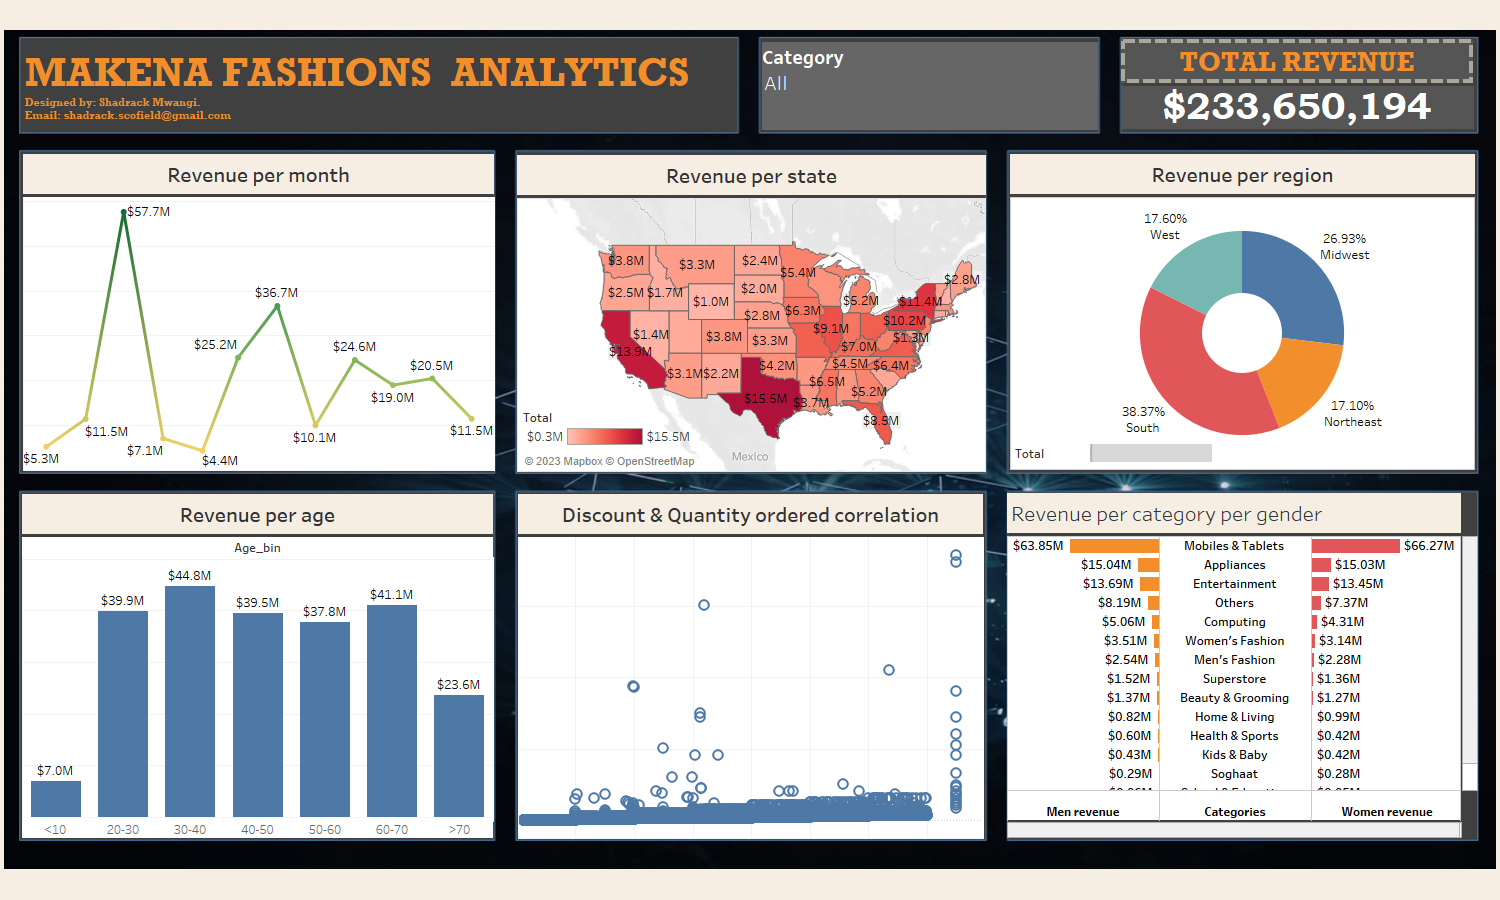 MAKENA FASHIONS ANALYTICS
Designed by: Shadrack Mwangi.
Email: shadrack.scofield@gmail.com
Category
All
TOTAL REVENUE
$233,650,194
Revenue per month
$57.7M
$36.7M
$25.2M
$24.6M
$20.5M
$19.0M
$11.5M
$11.5M
$10.1M
$7.1M
$5.3M
$4.4M
Revenue per state
$3.8M
$3.3M
$2.4M
$5.4M
$2.8M
$2.5M
$1.7M
$2.0M
$5.2M
$11.4M
$1.0M
$2.8M
$6.3M
$10.2M
$1.4M
$3.8M
$3.3M
$9.1M
$1.3M
$13.9M
$7.0M
$3.1M
$2.2M
$4.2M
$4.5M
$6.4M
$6.5M
$5.2M
$15.5M
$3.7M
$8.5M
Total
$0.3M
$15.5M
© 2023 Mapbox © OpenStreetMap
Mexico
Revenue per region
17.60%
West
26.93%
Midwest
38.37%
South
17.10%
Northeast
Total
Revenue per age
Age_bin
$7.0M
$39.9M
$44.8M
$39.5M
$37.8M
$41.1M
$23.6M
<10 20-30 30-40 40-50 50-60 60-70 >70
Discount & Quantity ordered correlation
Revenue per category per gender
$63.85M Mobiles & Tablets $66.27M
$15.04M Appliances $15.03M
$13.69M Entertainment $13.45M
$8.19M Others $7.37M
$5.06M Computing $4.31M
$3.51M Women's Fashion $3.14M
$2.54M Men's Fashion $2.28M
$1.52M Superstore $1.36M
$1.37M Beauty & Grooming $1.27M
$0.82M Home & Living $0.99M
$0.60M Health & Sports $0.42M
$0.43M Kids & Baby $0.42M
$0.29M Soghaat $0.28M
Men revenue Categories Women revenue